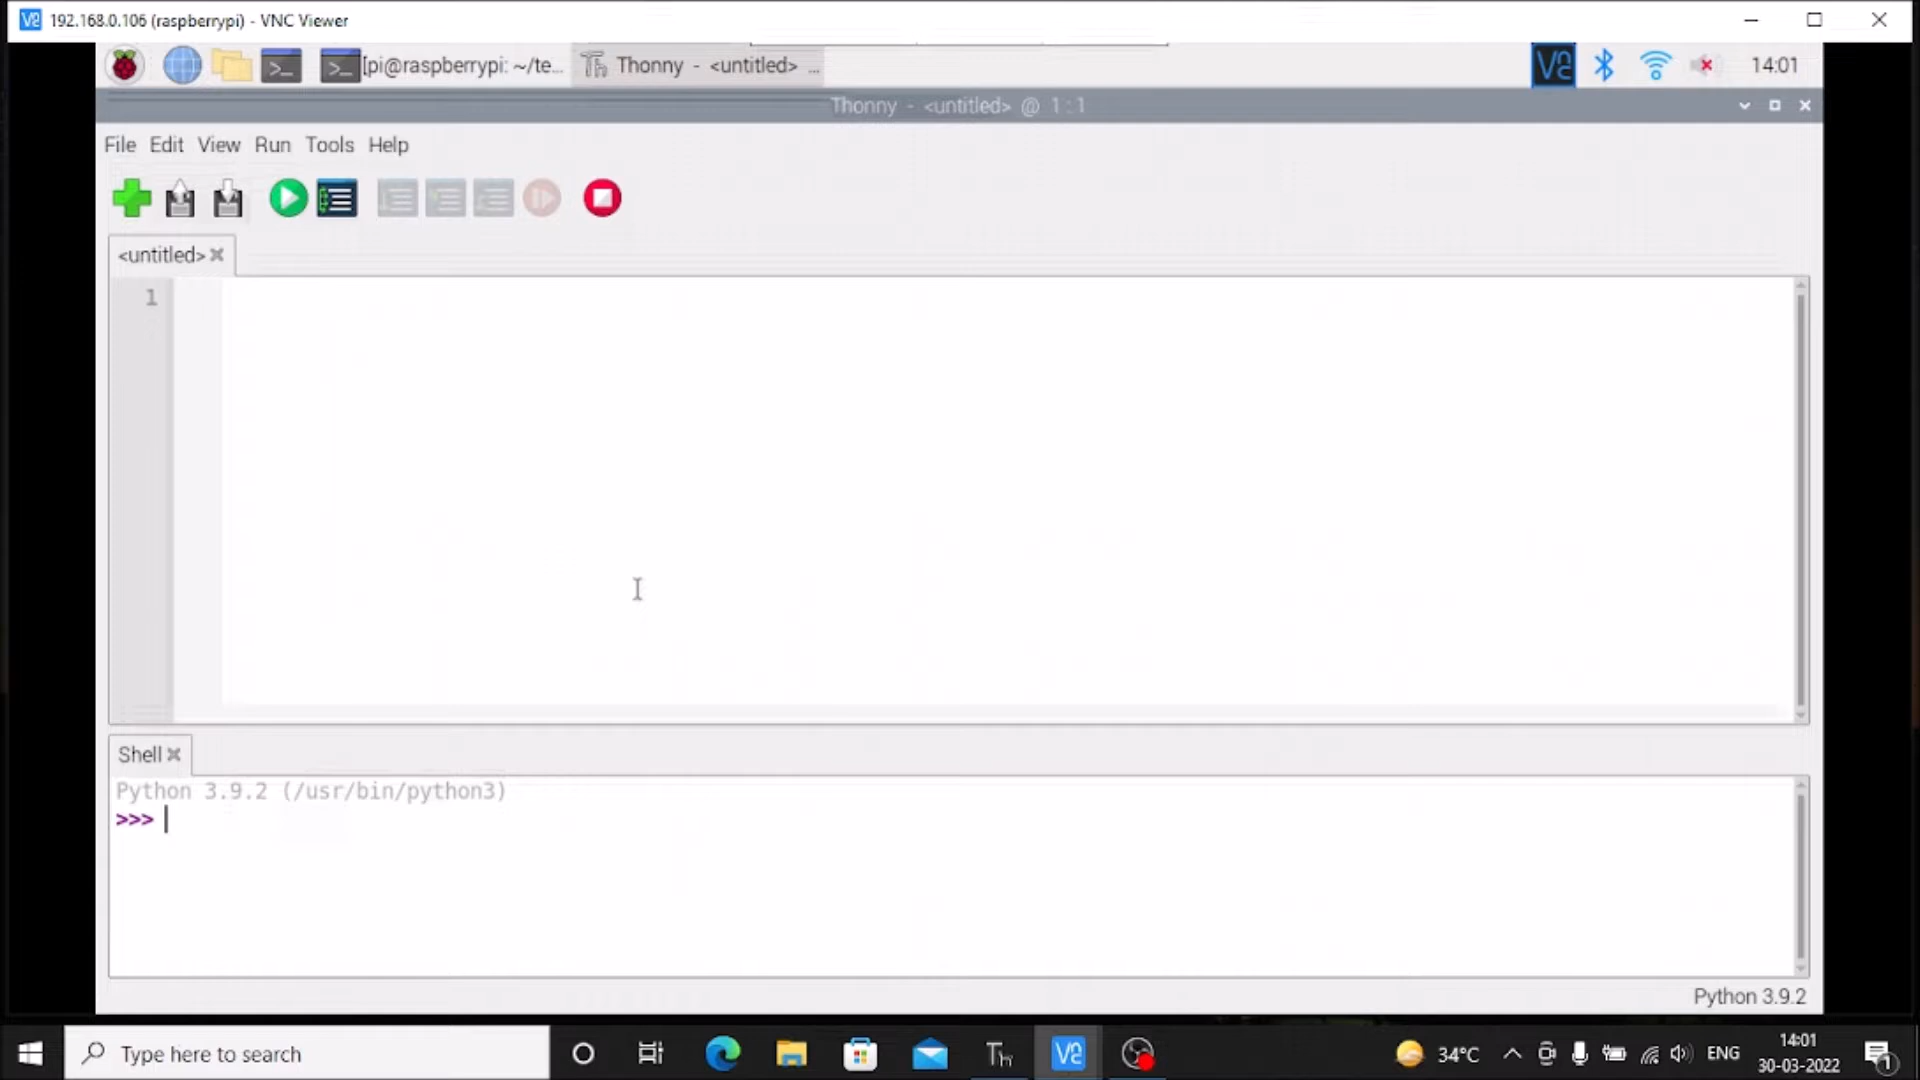 192.168.0.106 (raspberrypi) - VNC Viewer
[pi@raspberrypi: ~/te...
Thonny - <untitled> ...
14:01
Thonny - <untitled> @ 1:1
File Edit View Run Tools Help
<untitled>
1
Shell
Python 3.9.2 (/usr/bin/python3)
>>>
Python 3.9.2
Type here to search
Th
34°C
ENG
14:01
30-03-2022
1